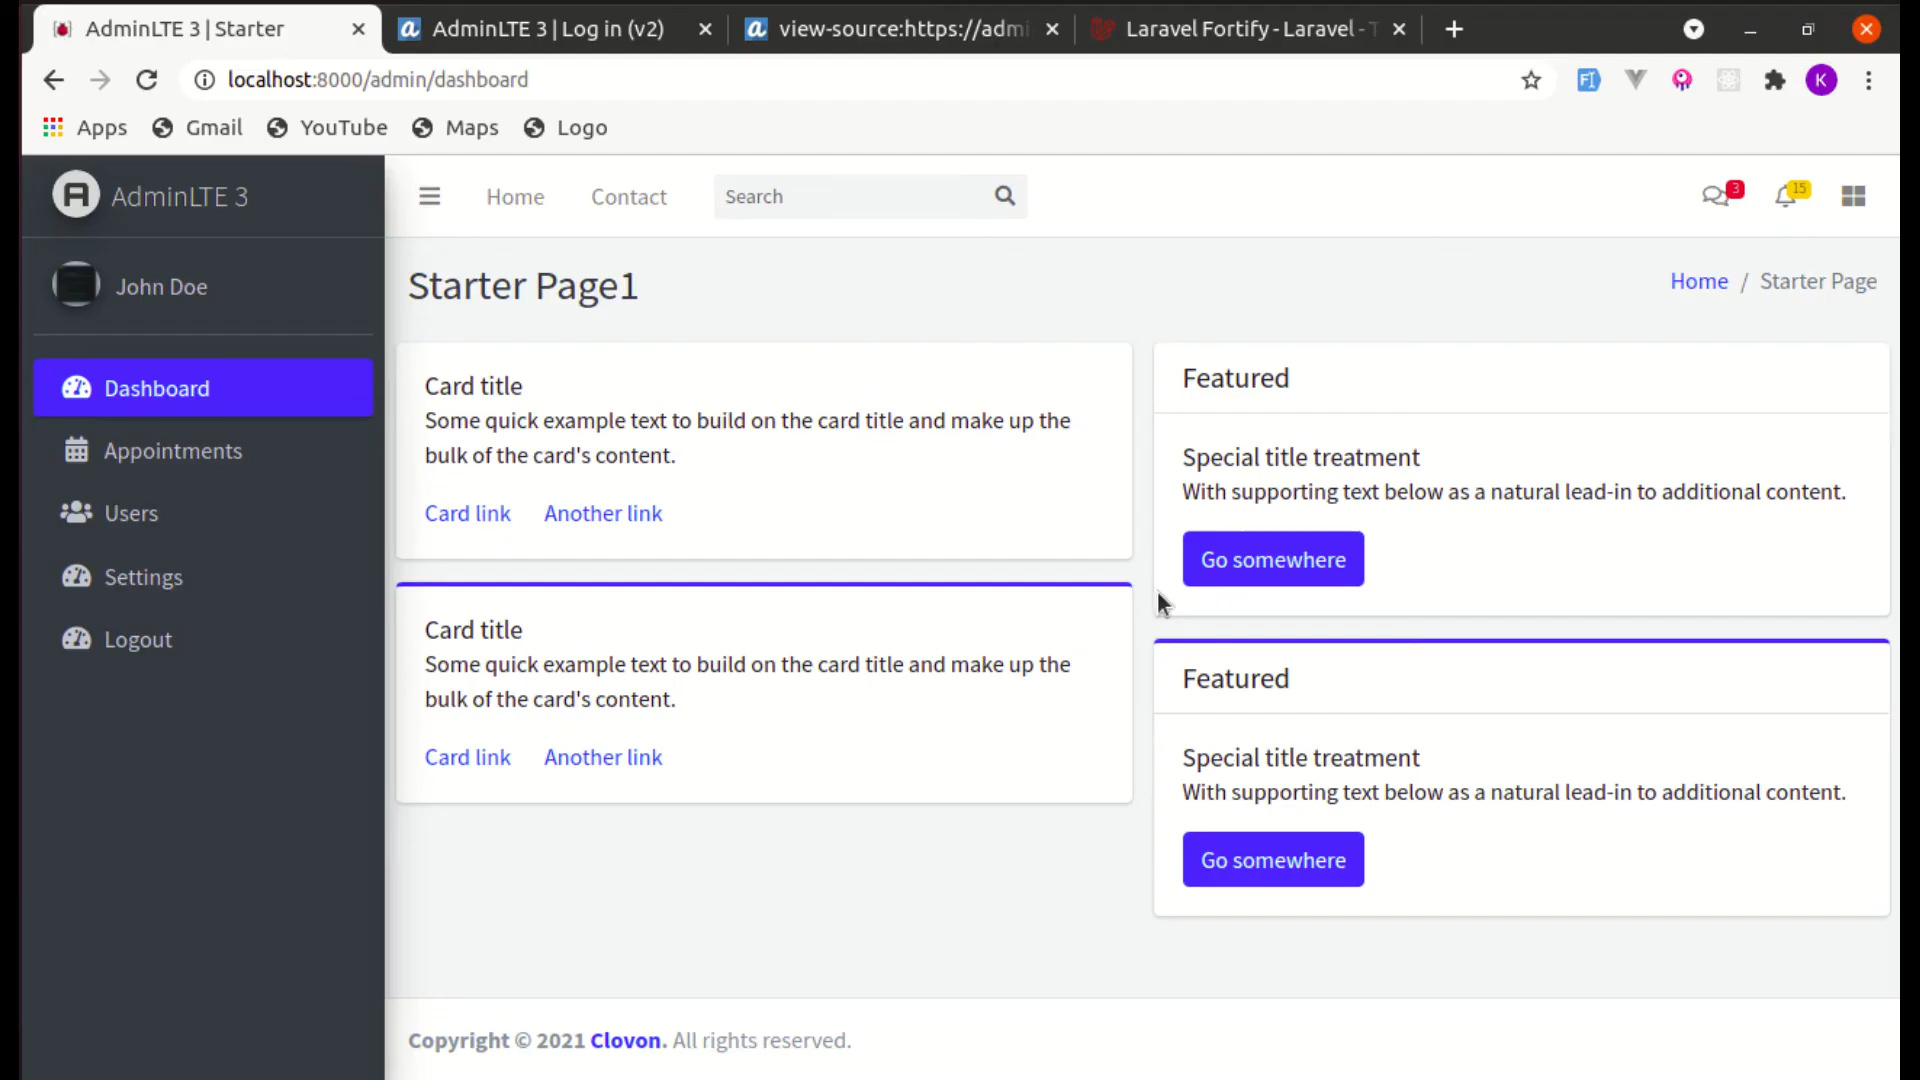 AdminLTE 3 | Starter
AdminLTE 3 | Log in (v2)
view-source:https://adm
Laravel Fortify - Laravel -
localhost:8000/admin/dashboard
K
Apps
Gmail
YouTube
Maps
Logo
AdminLTE 3
Home
Contact
Search
3
15
John Doe
Starter Page1
Home / Starter Page
Dashboard
Appointments
Users
Settings
Logout
Card title
Some quick example text to build on the card title and make up the
bulk of the card's content.
Card link
Another link
Card title
Some quick example text to build on the card title and make up the
bulk of the card's content.
Card link
Another link
Featured
Special title treatment
With supporting text below as a natural lead-in to additional content.
Go somewhere
Featured
Special title treatment
With supporting text below as a natural lead-in to additional content.
Go somewhere
Copyright © 2021 Clovon. All rights reserved.